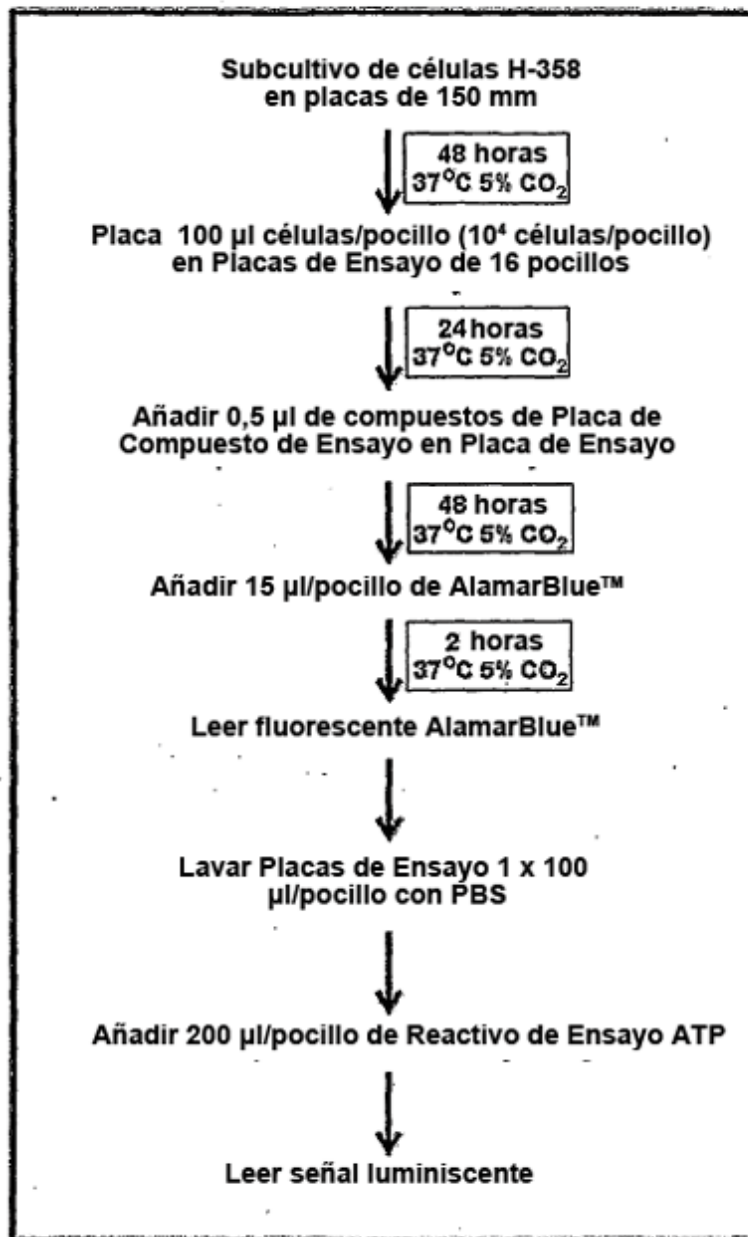 Subcultivo de células H-358
en placas de 150 mm
48 horas
37°C 5% CO₂
Placa 100 µl células/pocillo (10⁴ células/pocillo)
en Placas de Ensayo de 16 pocillos
24 horas
37°C 5% CO₂
Añadir 0,5 µl de compuestos de Placa de
Compuesto de Ensayo en Placa de Ensayo
48 horas
37°C 5% CO₂
Añadir 15 µl/pocillo de AlamarBlue™
2 horas
37°C 5% CO₂
Leer fluorescente AlamarBlue™
Lavar Placas de Ensayo 1 x 100
µl/pocillo con PBS
Añadir 200 µl/pocillo de Reactivo de Ensayo ATP
Leer señal luminiscente